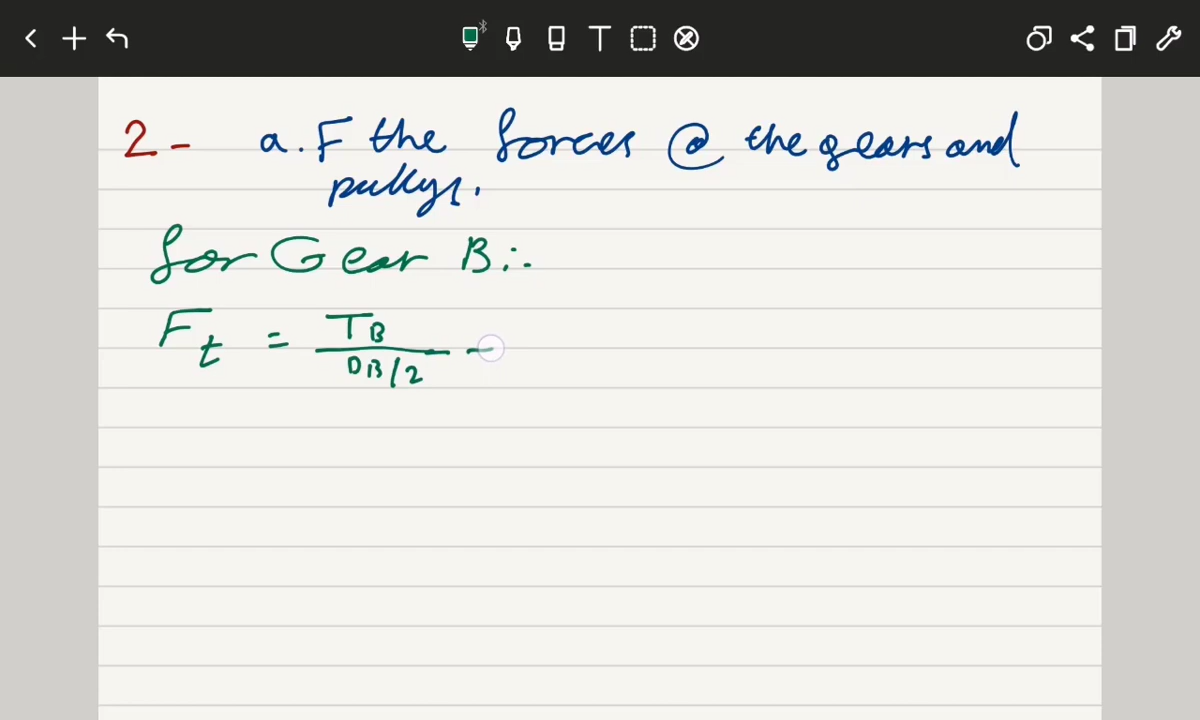 2- a. F the forces @ the gears and
pulleys.
for Gear B:-
Ft = TB
DB/2 -